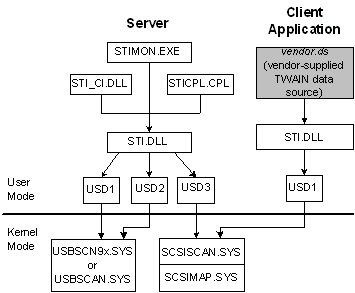 Server
Client
Application
STIMON.EXE
vendor.ds
(vendor-supplied
TWAIN data
source)
STI_CI.DLL
STICPL.CPL
STI.DLL
STI.DLL
User
Mode
USD1
USD2
USD3
USD1
Kernel
Mode
USBSCN9x.SYS
or
USBSCAN.SYS
SCSISCAN.SYS
SCSIMAP.SYS